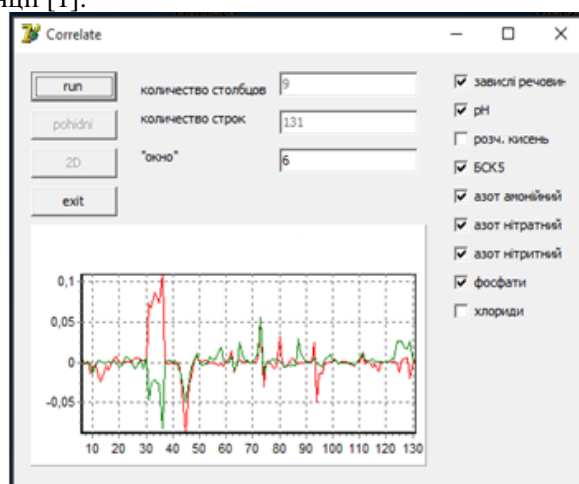 [1].
Correlate
run
количество столбцов 9
pohidni
количество строк 131
2D
"окно" 6
exit
завислі речовин
pH
розч. кисень
БСК5
азот амонійний
азот нітратний
азот нітритний
фосфати
хлориди
0,1
0,05
0
-0,05
10 20 30 40 50 60 70 80 90 100 110 120 130